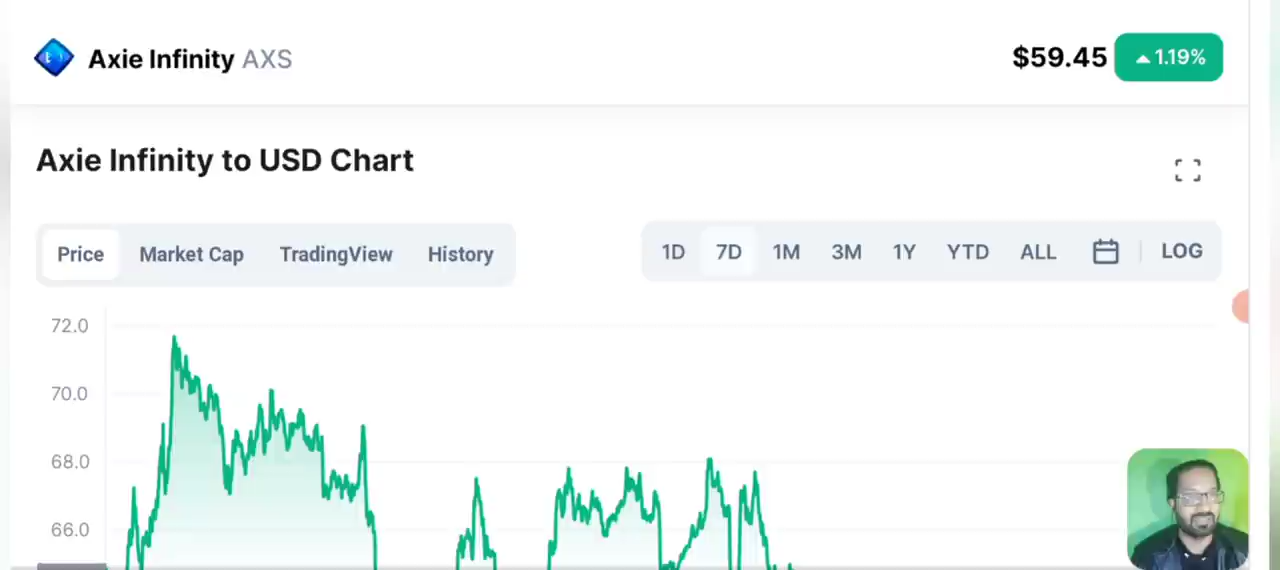 Axie Infinity AXS $59.45 1.19%
Axie Infinity to USD Chart
Price Market Cap TradingView History 1D 7D 1M 3M 1Y YTD ALL LOG
72.0
70.0
68.0
66.0